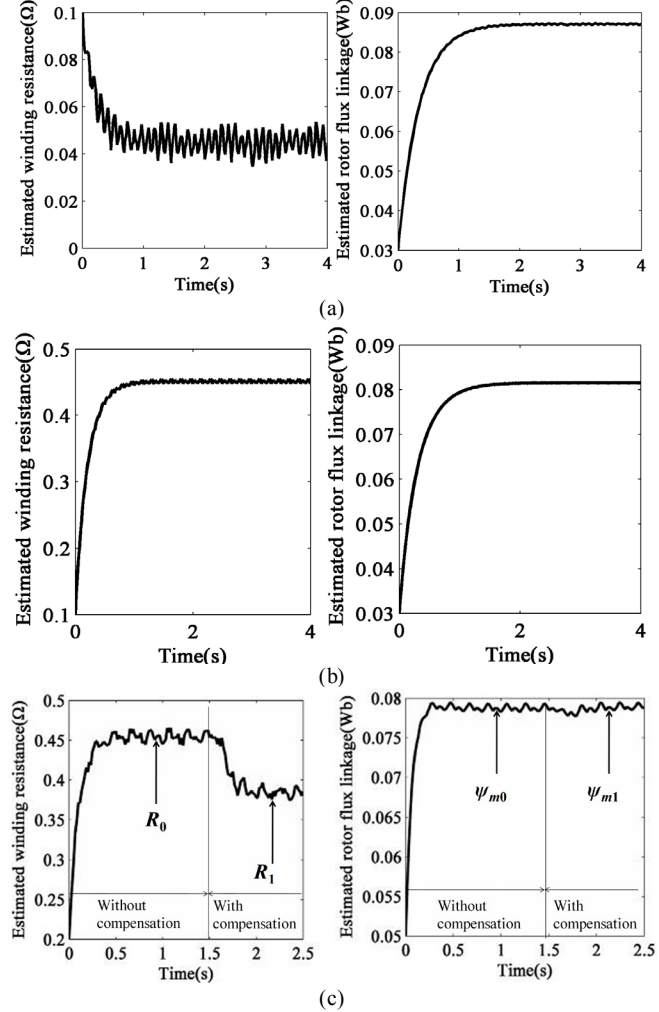 Estimated winding resistance(Ω)
0.1
0.08
0.06
0.04
0.02
0
0 1 2 3 4
Time(s)
Estimated rotor flux linkage(Wb)
0.09
0.08
0.07
0.06
0.05
0.04
0.03
0 1 2 3 4
Time(s)
(a)
Estimated winding resistance(Ω)
0.5
0.4
0.3
0.2
0.1
0 2 4
Time(s)
Estimated rotor flux linkage(Wb)
0.09
0.08
0.07
0.06
0.05
0.04
0.03
0 2 4
Time(s)
(b)
Estimated winding resistance(Ω)
0.5
0.45
0.4
0.35
0.3
0.25
0.2
R0
R1
Without
compensation
With
compensation
0 0.5 1 1.5 2 2.5
Time(s)
Estimated rotor flux linkage(Wb)
0.08
0.075
0.07
0.065
0.06
0.055
0.05
ψm0
ψm1
Without
compensation
With
compensation
0 0.5 1 1.5 2 2.5
Time(s)
(c)